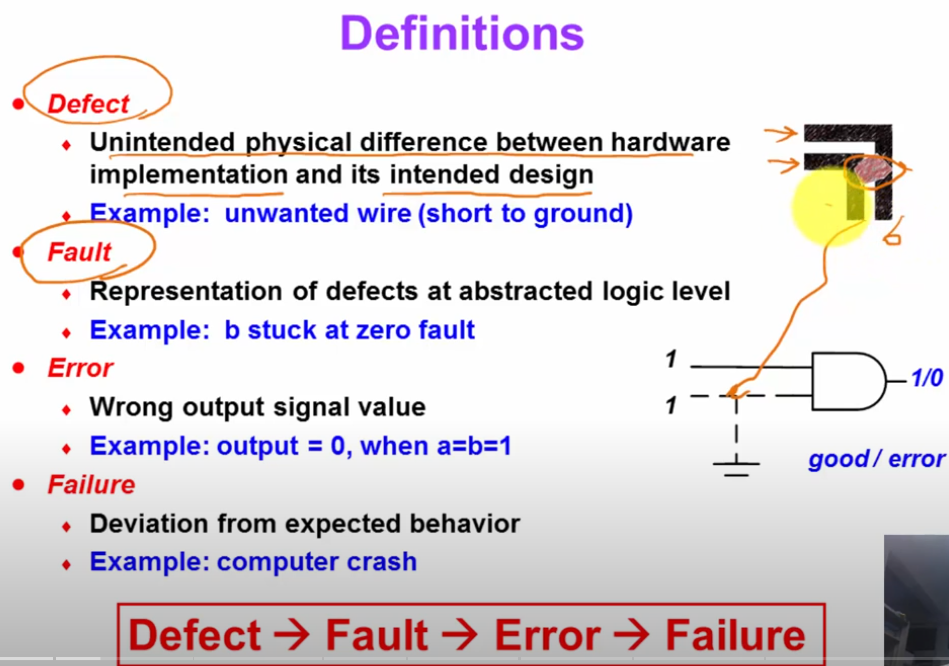 Definitions
Defect
Unintended physical difference between hardware
implementation and its intended design
Example: unwanted wire (short to ground)
b
Fault
Representation of defects at abstracted logic level
Example: b stuck at zero fault
1
1/0
1
good / error
Error
Wrong output signal value
Example: output = 0, when a=b=1
Failure
Deviation from expected behavior
Example: computer crash
Defect → Fault → Error → Failure